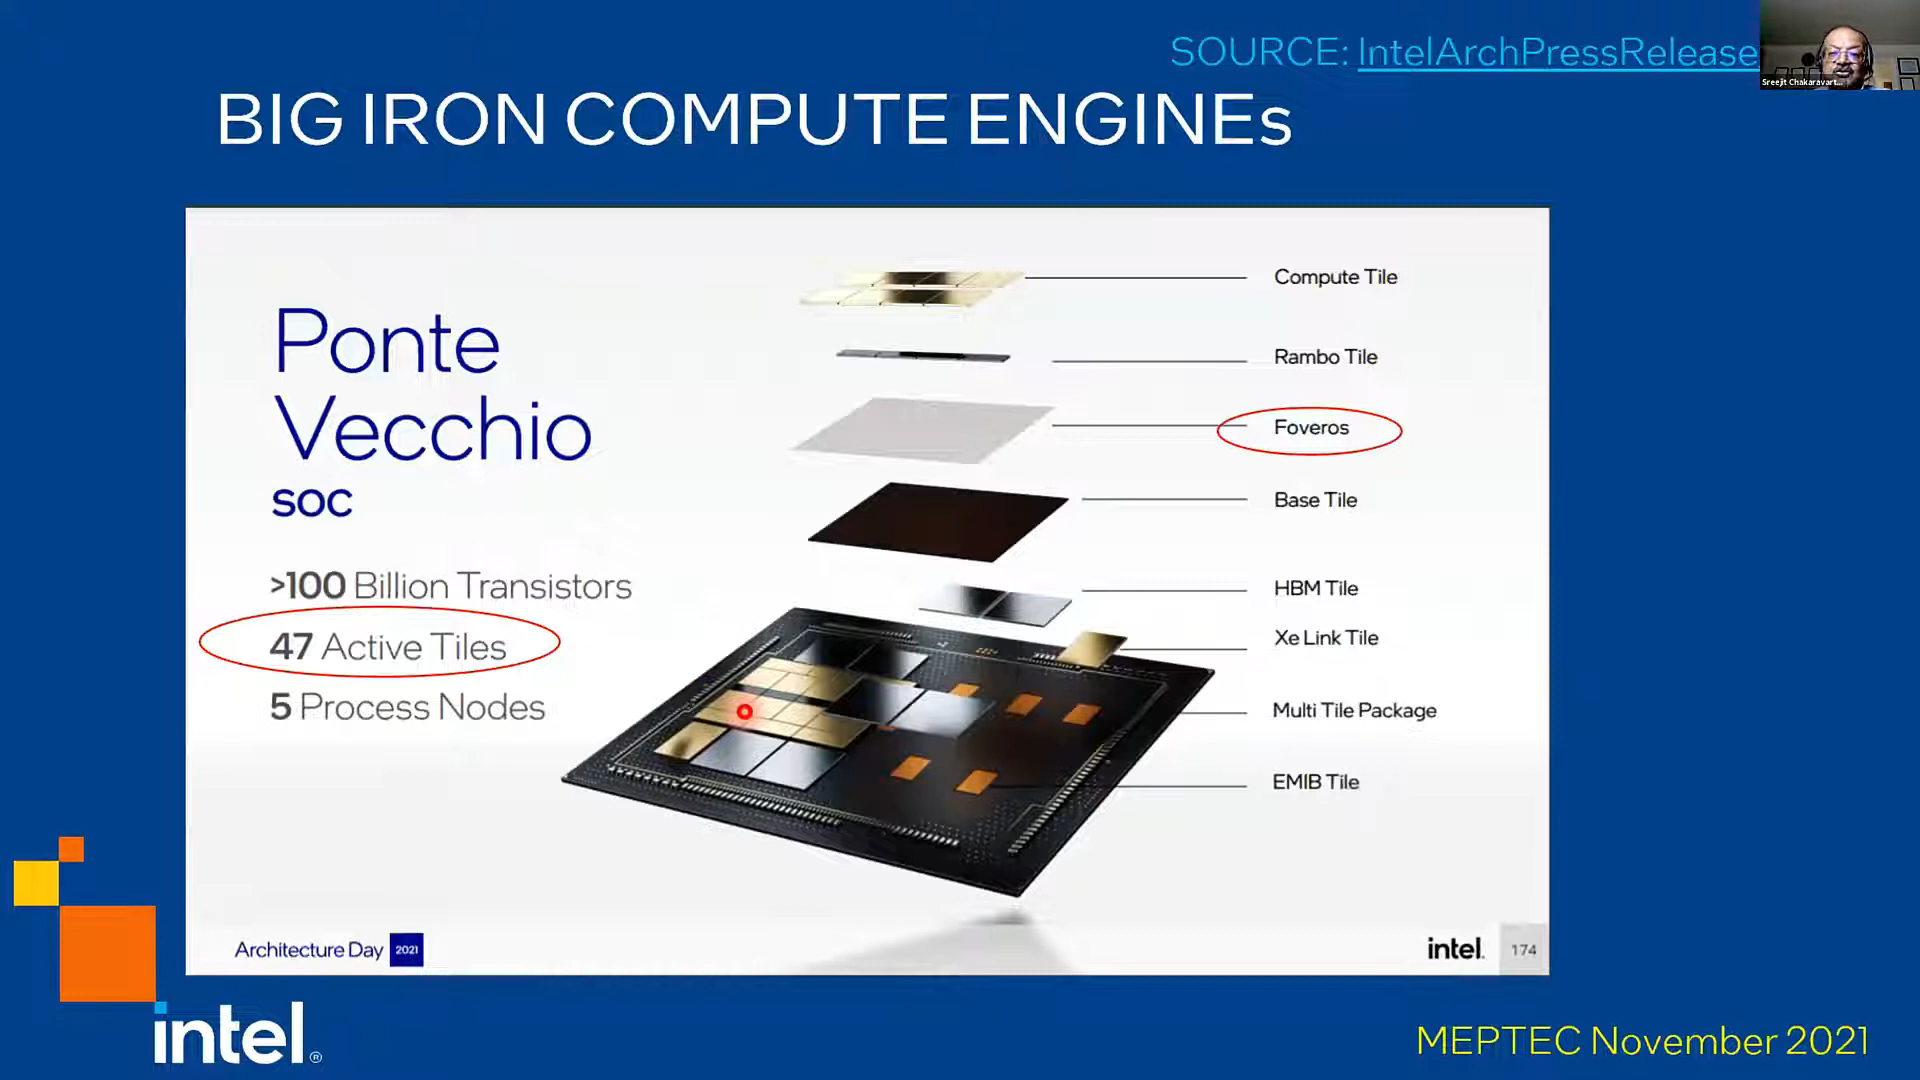 SOURCE: IntelArchPressRelease
Sreejit Chakaravart...
BIG IRON COMPUTE ENGINEs
Ponte
Vecchio
soc
>100 Billion Transistors
47 Active Tiles
5 Process Nodes
Compute Tile
Rambo Tile
Foveros
Base Tile
HBM Tile
Xe Link Tile
Multi Tile Package
EMIB Tile
Architecture Day 2021
intel.
174
intel®
MEPTEC November 2021